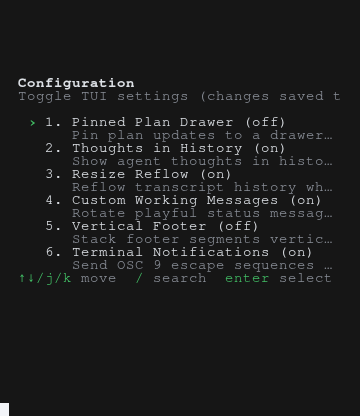 Configuration
Toggle TUI settings (changes saved t
› 1. Pinned Plan Drawer (off)
Pin plan updates to a drawer…
2. Thoughts in History (on)
Show agent thoughts in histo…
3. Resize Reflow (on)
Reflow transcript history wh…
4. Custom Working Messages (on)
Rotate playful status messag…
5. Vertical Footer (off)
Stack footer segments vertic…
6. Terminal Notifications (on)
Send OSC 9 escape sequences …
↑↓/j/k move  / search  enter select